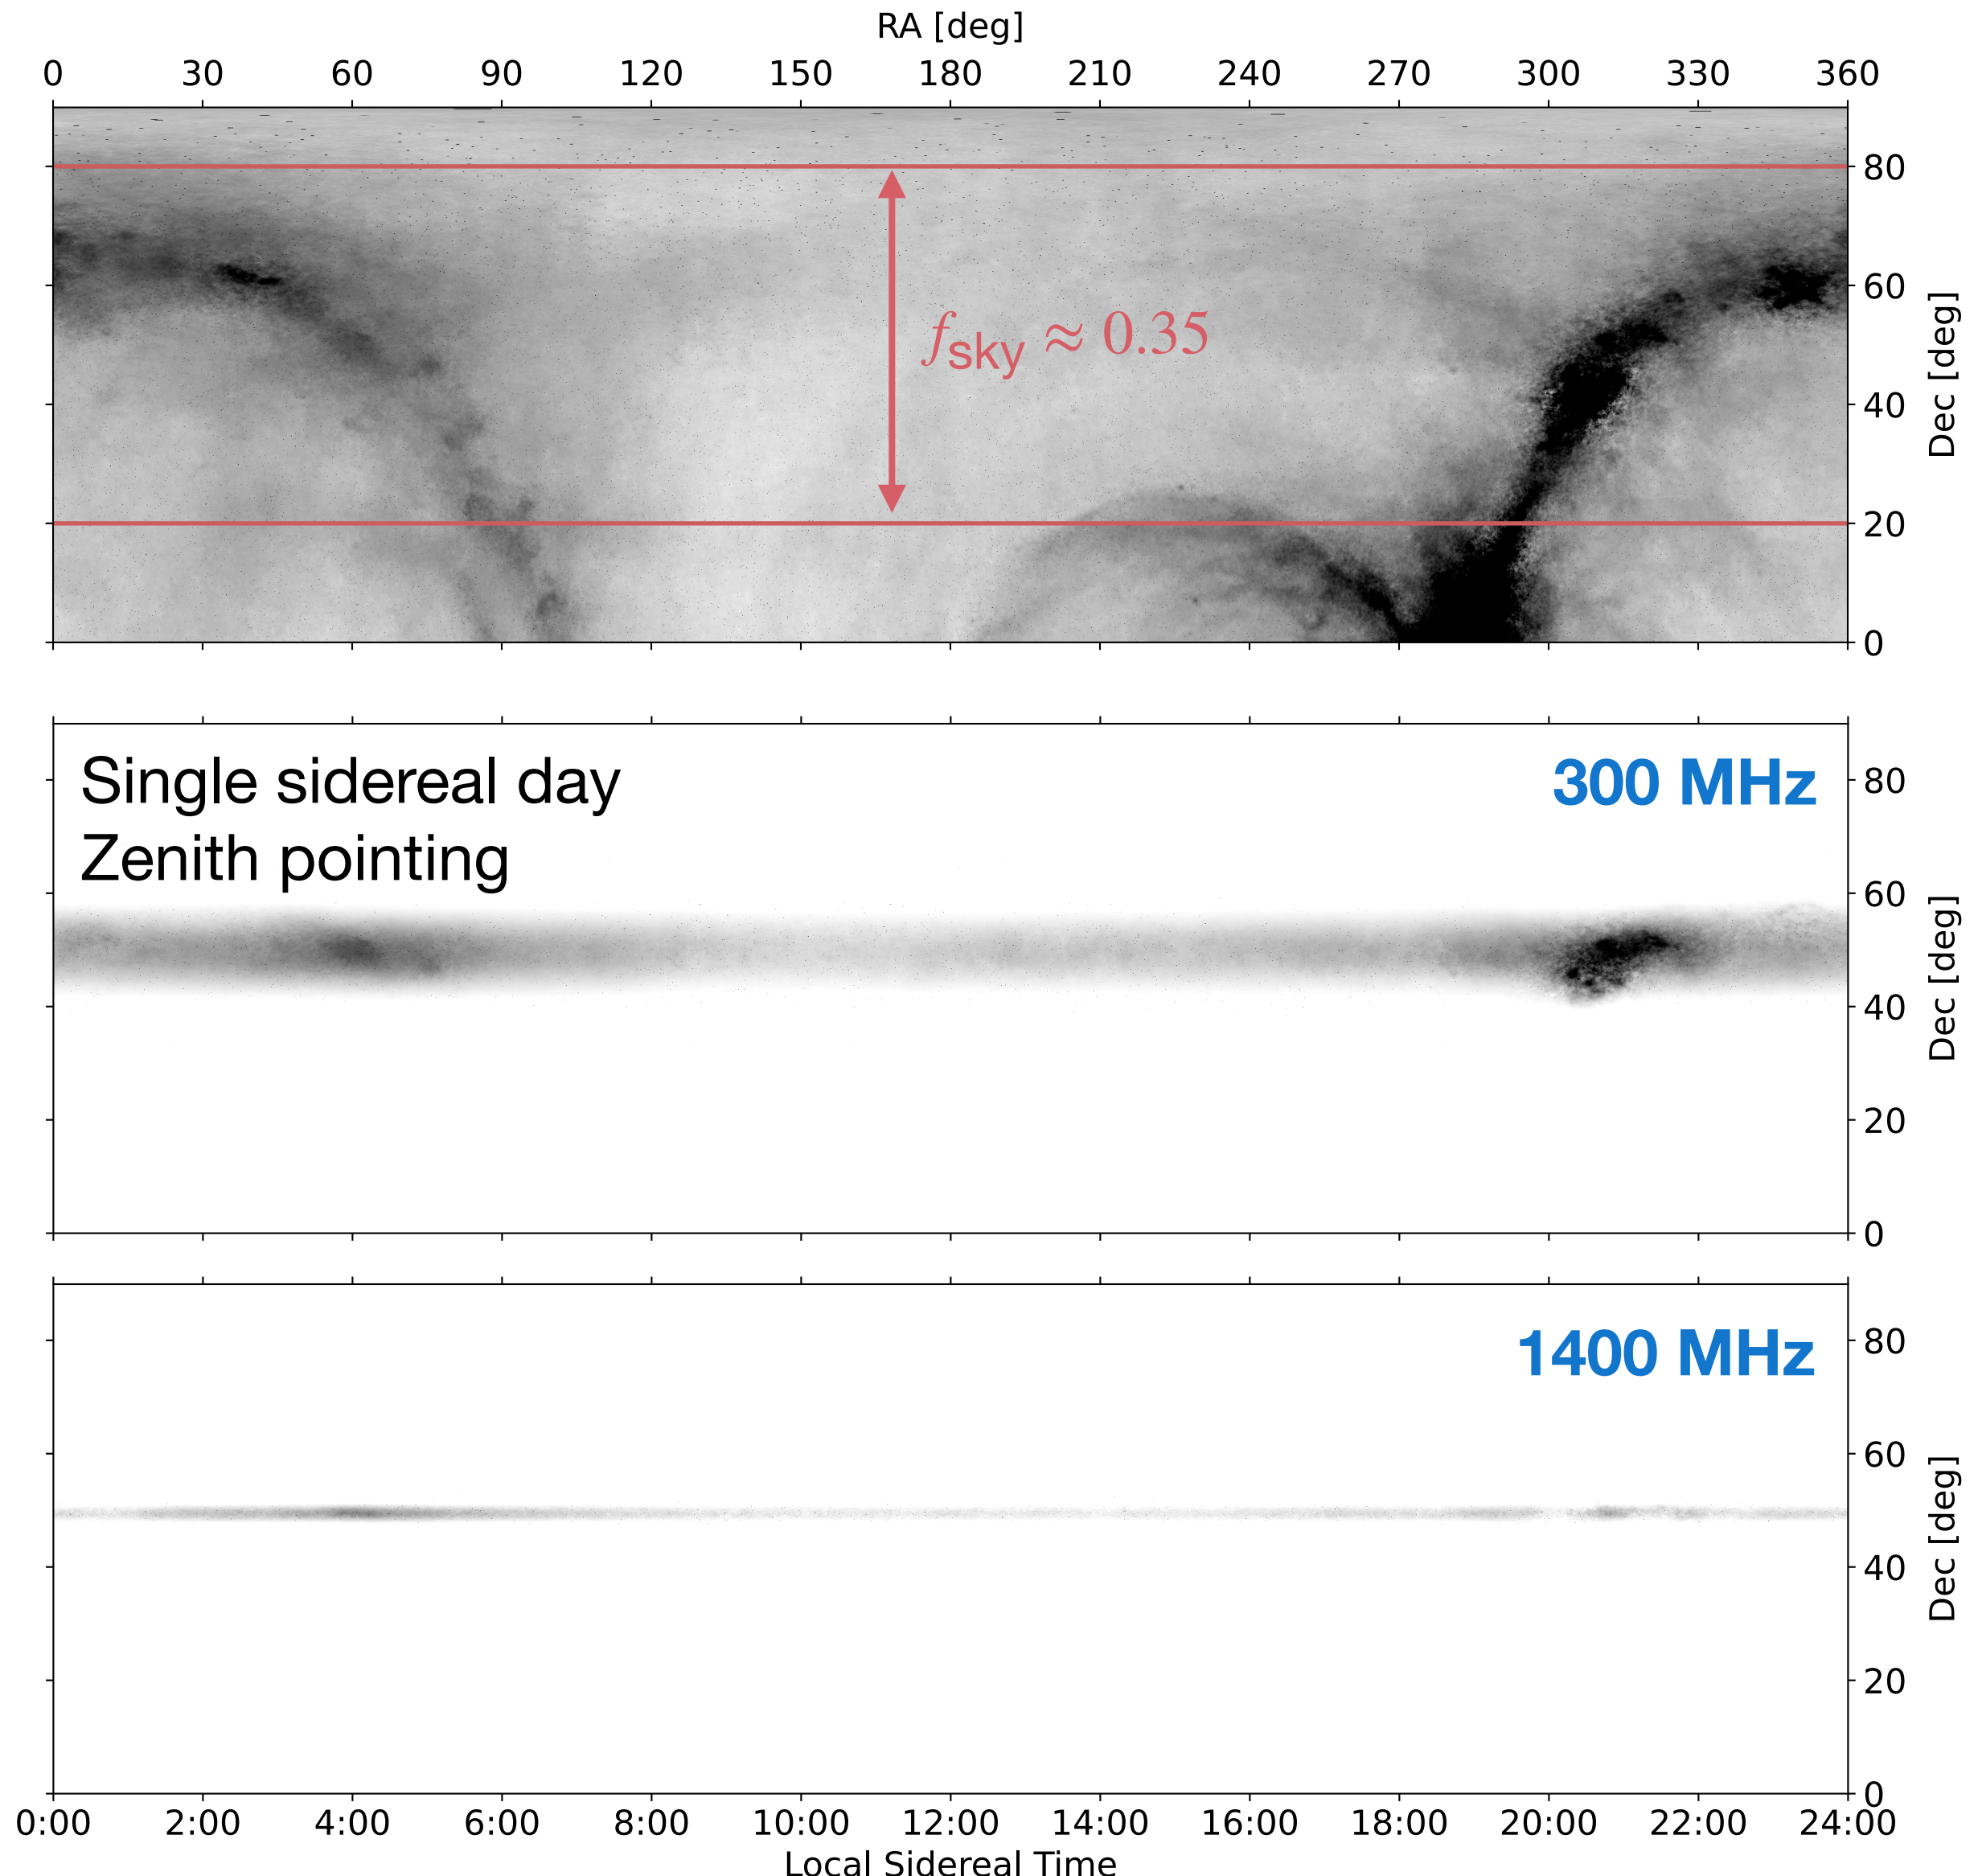 RA [deg]
0 30 60 90 120 150 180 210 240 270 300 330 360
80
60
40
20
0
Dec [deg]
fsky ≈ 0.35
Single sidereal day
Zenith pointing
300 MHz
80
60
40
20
0
Dec [deg]
1400 MHz
80
60
40
20
0
Dec [deg]
0:00 2:00 4:00 6:00 8:00 10:00 12:00 14:00 16:00 18:00 20:00 22:00 24:00
Local Sidereal Time